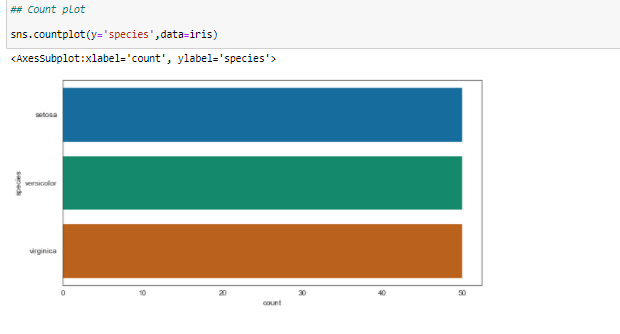 ## Count plot
sns.countplot(y='species',data=iris)
<AxesSubplot:xlabel='count', ylabel='species'>
setosa
versicolor
virginica
species
0 10 20 30 40 50
count